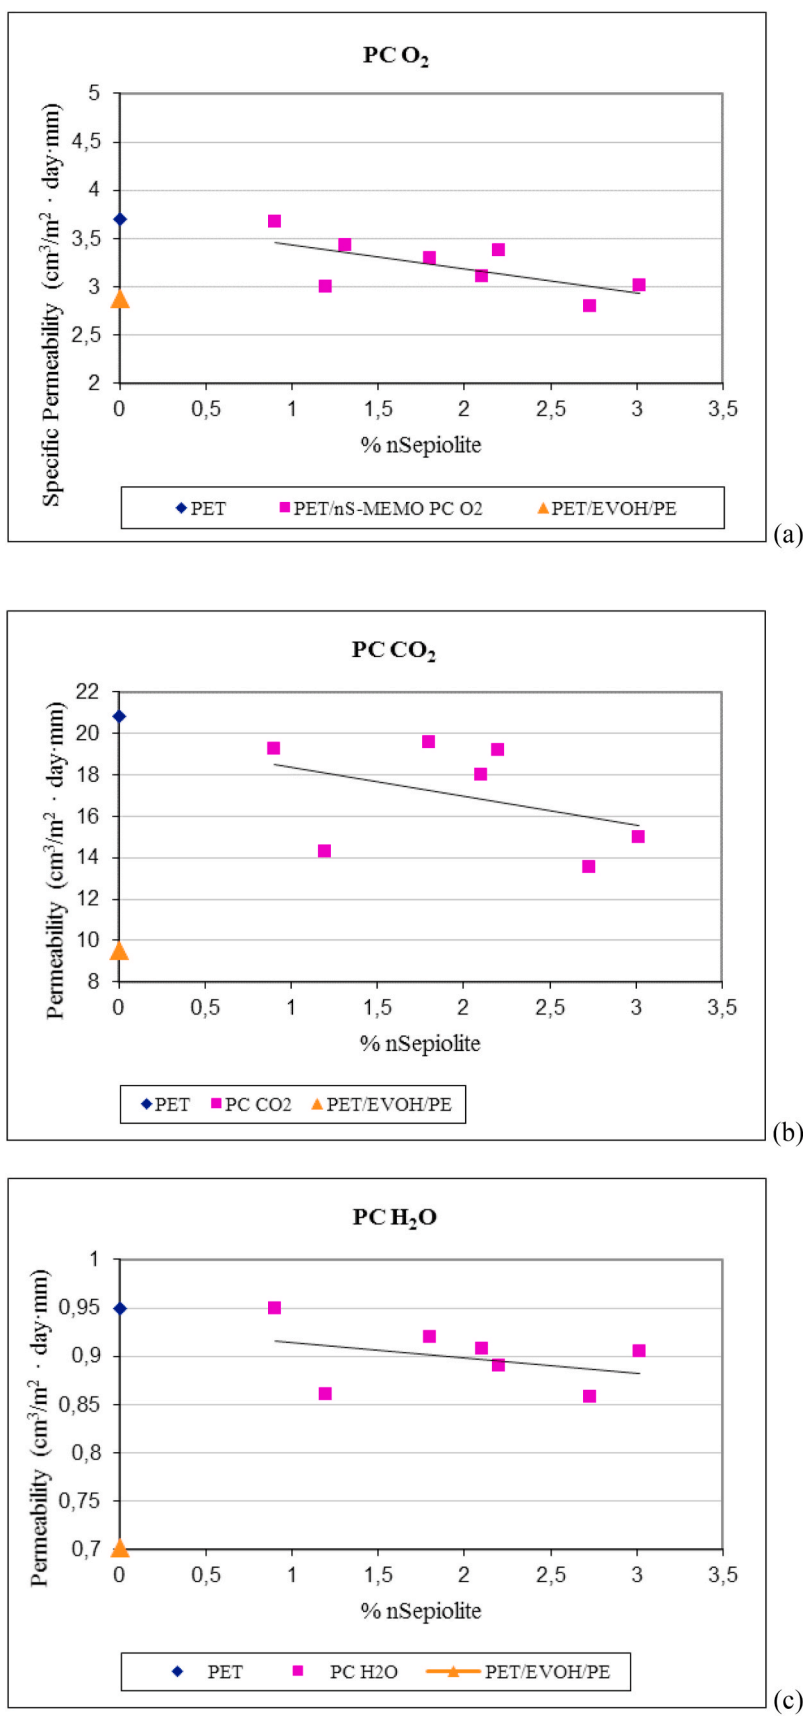 PC O₂
Specific Permeability (cm³/m² · day·mm)
5
4,5
4
3,5
3
2,5
2
0 0,5 1 1,5 2 2,5 3 3,5
% nSepiolite
PET PET/nS-MEMO PC O2 PET/EVOH/PE
(a)
PC CO₂
Permeability (cm³/m² · day·mm)
22
20
18
16
14
12
10
8
0 0,5 1 1,5 2 2,5 3 3,5
% nSepiolite
PET PC CO2 PET/EVOH/PE
(b)
PC H₂O
Permeability (cm³/m² · day·mm)
1
0,95
0,9
0,85
0,8
0,75
0,7
0 0,5 1 1,5 2 2,5 3 3,5
% nSepiolite
PET PC H2O PET/EVOH/PE
(c)